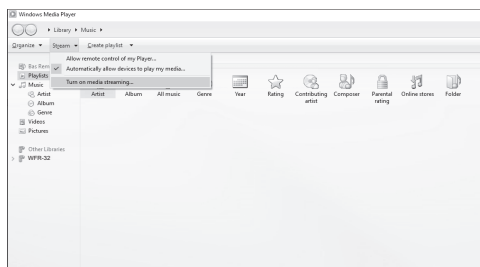 Windows Media Player
Library Music
Organize Stream Create playlist
Allow remote control of my Player...
Automatically allow devices to play my media...
Turn on media streaming...
Bas Rem
Playlists
Music
Artist
Album
Genre
Videos
Pictures
Other Libraries
WFR-32
Artist
Album
All music
Genre
Year
Rating
Contributing artist
Composer
Parental rating
Online stores
Folder